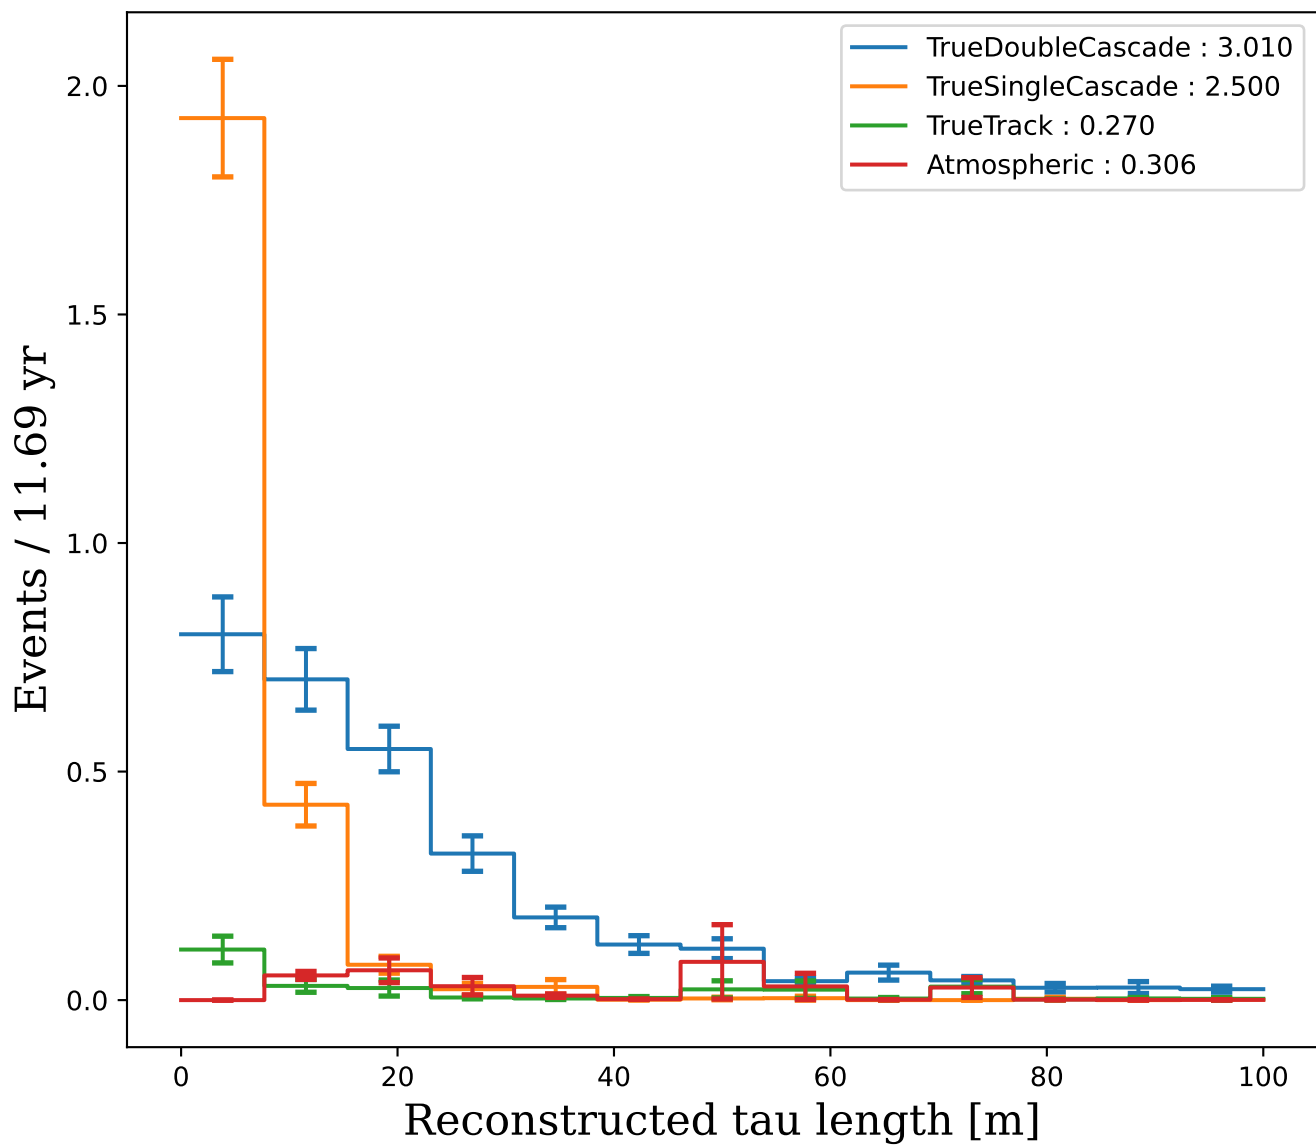 TrueDoubleCascade : 3.010
TrueSingleCascade : 2.500
TrueTrack : 0.270
Atmospheric : 0.306
Events / 11.69 yr
2.0
1.5
1.0
0.5
0.0
0 20 40 60 80 100
Reconstructed tau length [m]